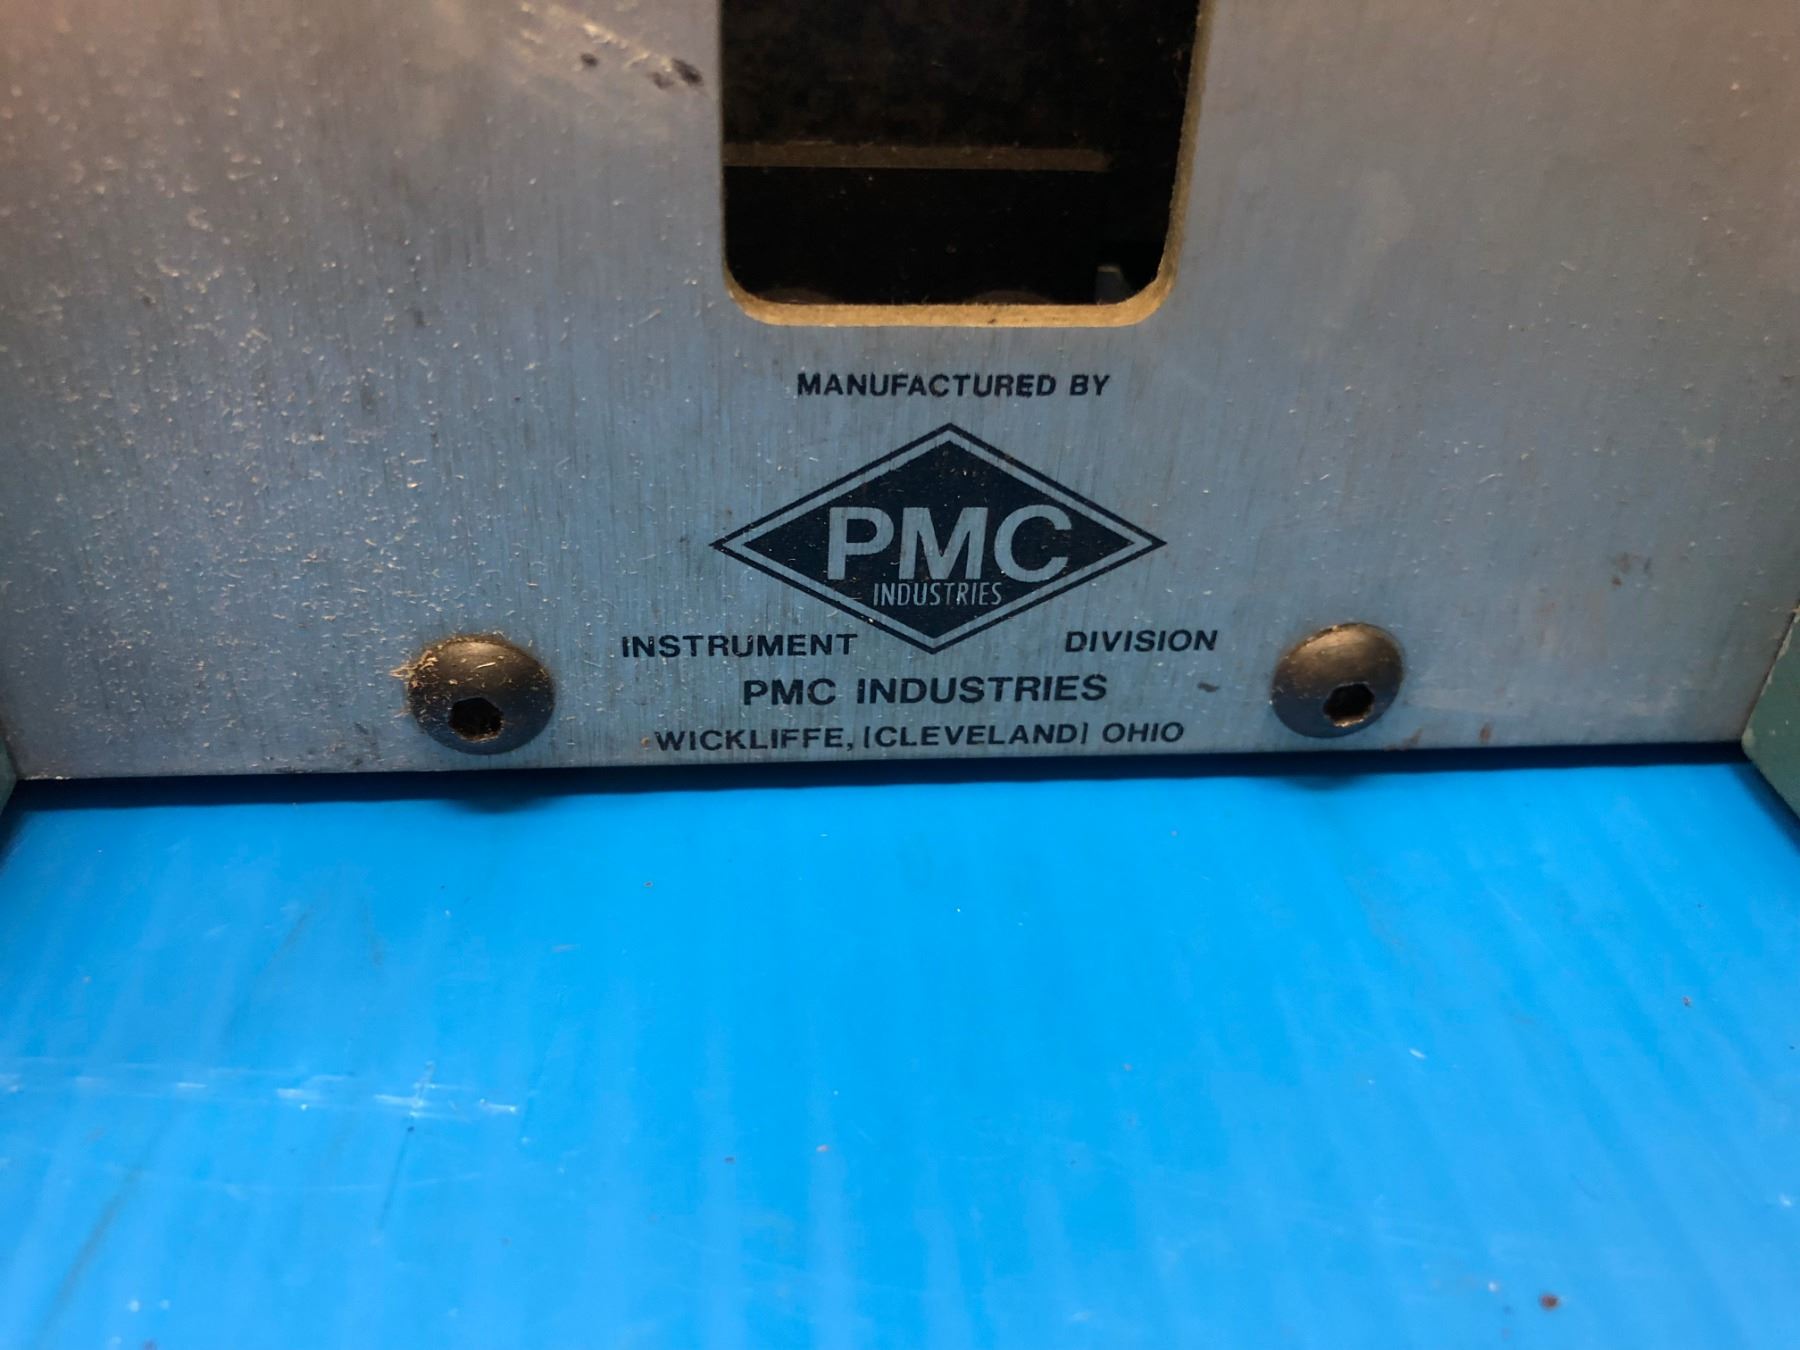 MANUFACTURED BY
PMC
INDUSTRIES
INSTRUMENT DIVISION
PMC INDUSTRIES
WICKLIFFE, (CLEVELAND) OHIO